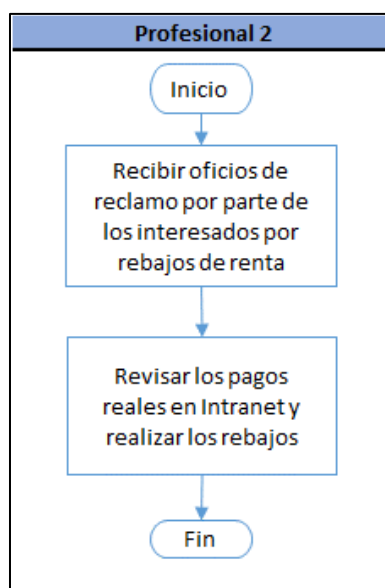 Profesional 2
Inicio
Recibir oficios de
reclamo por parte de
los interesados por
rebajos de renta
Revisar los pagos
reales en Intranet y
realizar los rebajos
Fin